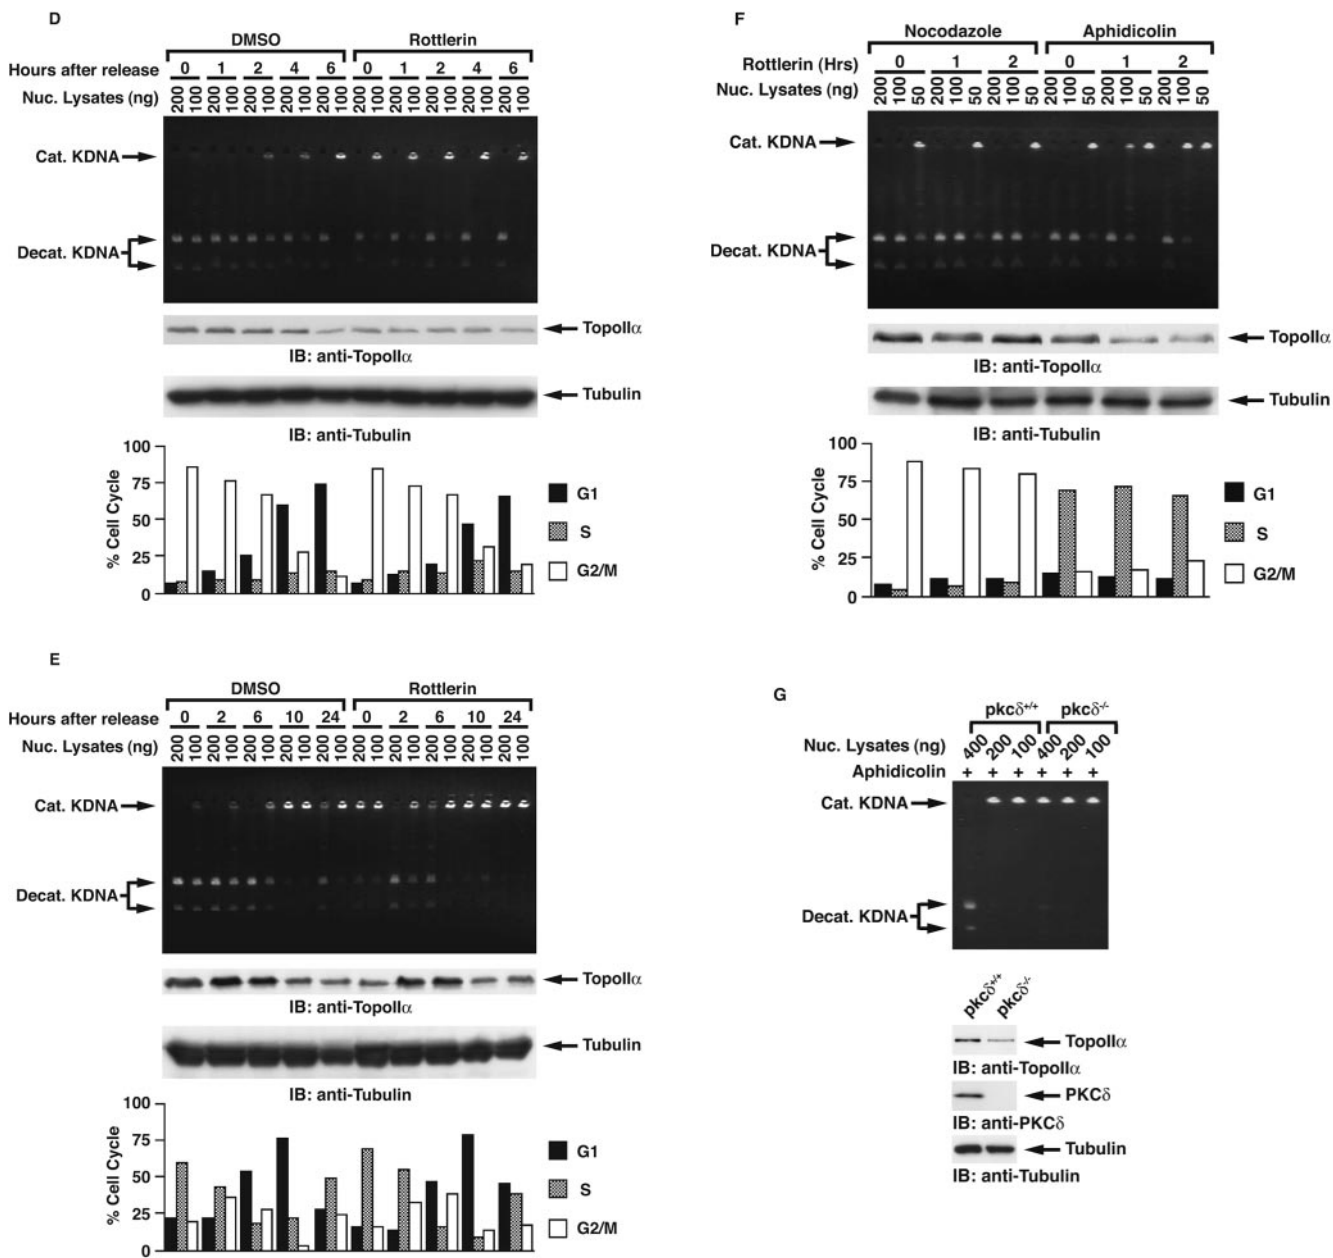 D
DMSO Rottlerin
Hours after release 0 1 2 4 6 0 1 2 4 6
Nuc. Lysates (ng) 200 100 200 100 200 100 200 100 200 100 200 100 200 100 200 100 200 100 200 100
Cat. KDNA
Decat. KDNA
TopoIIα
IB: anti-TopoIIα
Tubulin
IB: anti-Tubulin
% Cell Cycle
100
75
50
25
0
G1
S
G2/M
E
DMSO Rottlerin
Hours after release 0 2 6 10 24 0 2 6 10 24
Nuc. Lysates (ng) 200 100 200 100 200 100 200 100 200 100 200 100 200 100 200 100 200 100 200 100
Cat. KDNA
Decat. KDNA
TopoIIα
IB: anti-TopoIIα
Tubulin
IB: anti-Tubulin
% Cell Cycle
100
75
50
25
0
G1
S
G2/M
F
Nocodazole Aphidicolin
Rottlerin (Hrs) 0 1 2 0 1 2
Nuc. Lysates (ng) 200 100 50 200 100 50 200 100 50 200 100 50 200 100 50 200 100 50
Cat. KDNA
Decat. KDNA
TopoIIα
IB: anti-TopoIIα
Tubulin
IB: anti-Tubulin
% Cell Cycle
100
75
50
25
0
G1
S
G2/M
G
pkcδ+/+ pkcδ-/-
Nuc. Lysates (ng) 400 200 100 400 200 100
Aphidicolin + + + + + +
Cat. KDNA
Decat. KDNA
pkcδ+/+ pkcδ-/-
TopoIIα
IB: anti-TopoIIα
PKCδ
IB: anti-PKCδ
Tubulin
IB: anti-Tubulin